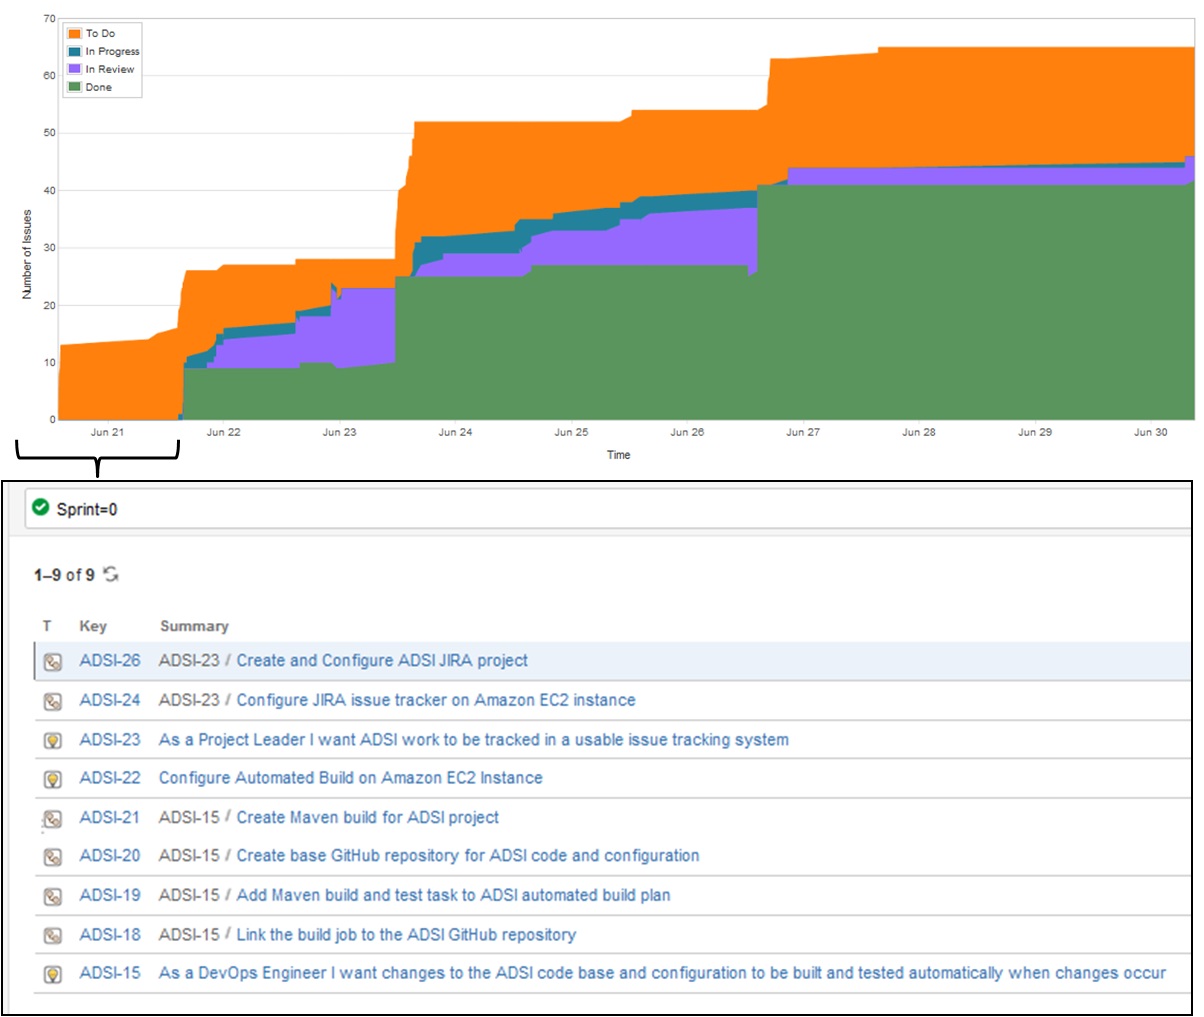 70
To Do
In Progress
In Review
Done
60
50
40
30
20
10
0
Number of Issues
Jun 21 Jun 22 Jun 23 Jun 24 Jun 25 Jun 26 Jun 27 Jun 28 Jun 29 Jun 30
Time
Sprint=0
1–9 of 9
T Key Summary
ADSI-26 ADSI-23 / Create and Configure ADSI JIRA project
ADSI-24 ADSI-23 / Configure JIRA issue tracker on Amazon EC2 instance
ADSI-23 As a Project Leader I want ADSI work to be tracked in a usable issue tracking system
ADSI-22 Configure Automated Build on Amazon EC2 Instance
ADSI-21 ADSI-15 / Create Maven build for ADSI project
ADSI-20 ADSI-15 / Create base GitHub repository for ADSI code and configuration
ADSI-19 ADSI-15 / Add Maven build and test task to ADSI automated build plan
ADSI-18 ADSI-15 / Link the build job to the ADSI GitHub repository
ADSI-15 As a DevOps Engineer I want changes to the ADSI code base and configuration to be built and tested automatically when changes occur